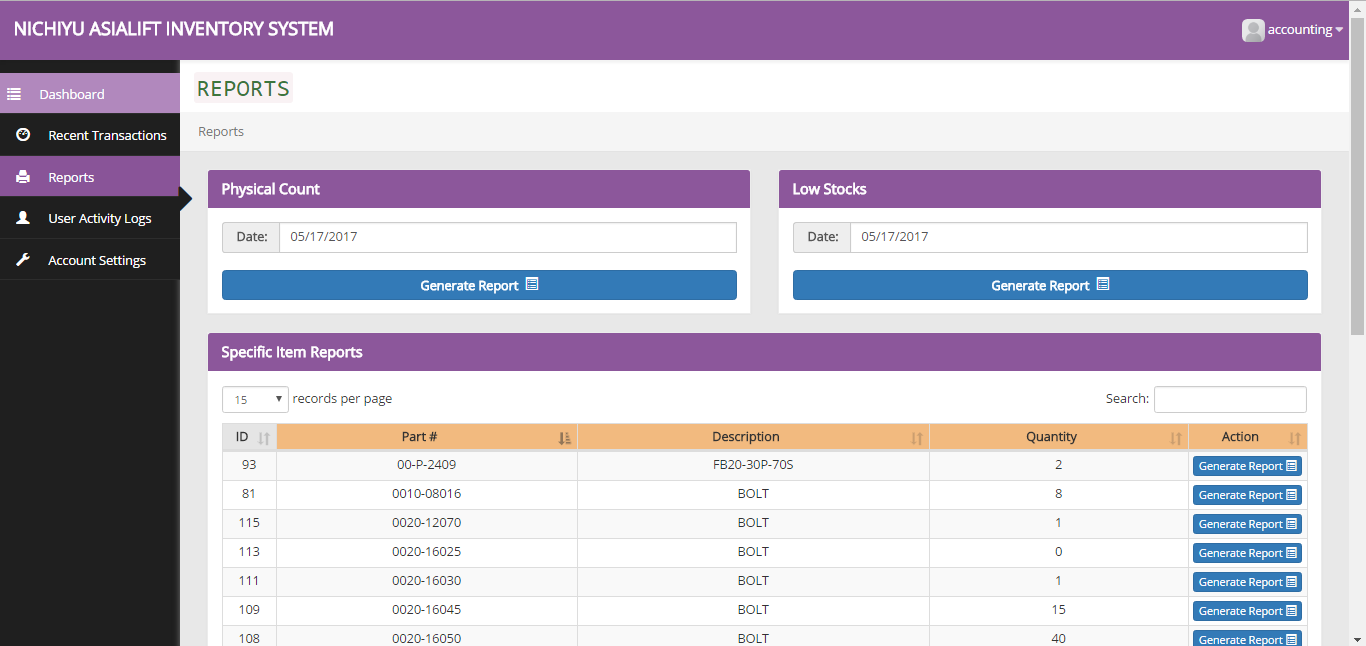 NICHIYU ASIALIFT INVENTORY SYSTEM
accounting
Dashboard
Recent Transactions
Reports
User Activity Logs
Account Settings
REPORTS
Reports
Physical Count
Date: 05/17/2017
Generate Report
Low Stocks
Date: 05/17/2017
Generate Report
Specific Item Reports
15 records per page
Search:
ID Part # Description Quantity Action
93 00-P-2409 FB20-30P-70S 2 Generate Report
81 0010-08016 BOLT 8 Generate Report
115 0020-12070 BOLT 1 Generate Report
113 0020-16025 BOLT 0 Generate Report
111 0020-16030 BOLT 1 Generate Report
109 0020-16045 BOLT 15 Generate Report
108 0020-16050 BOLT 40 Generate Report